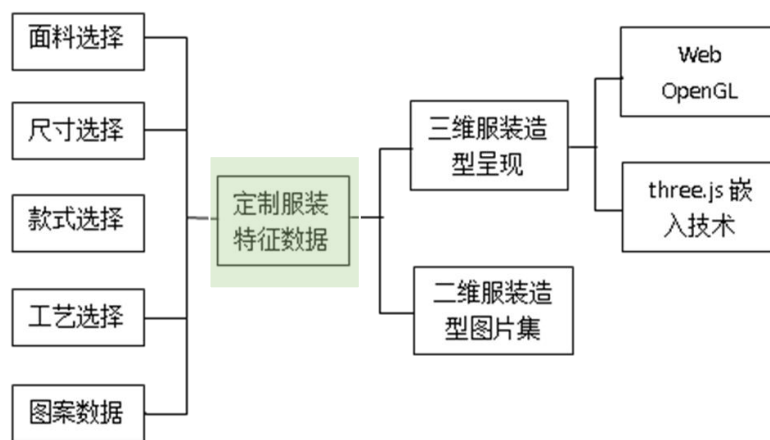 面料选择
尺寸选择
款式选择
工艺选择
图案数据
定制服装
特征数据
三维服装造
型呈现
二维服装造
型图片集
Web
OpenGL
three.js 嵌
入技术